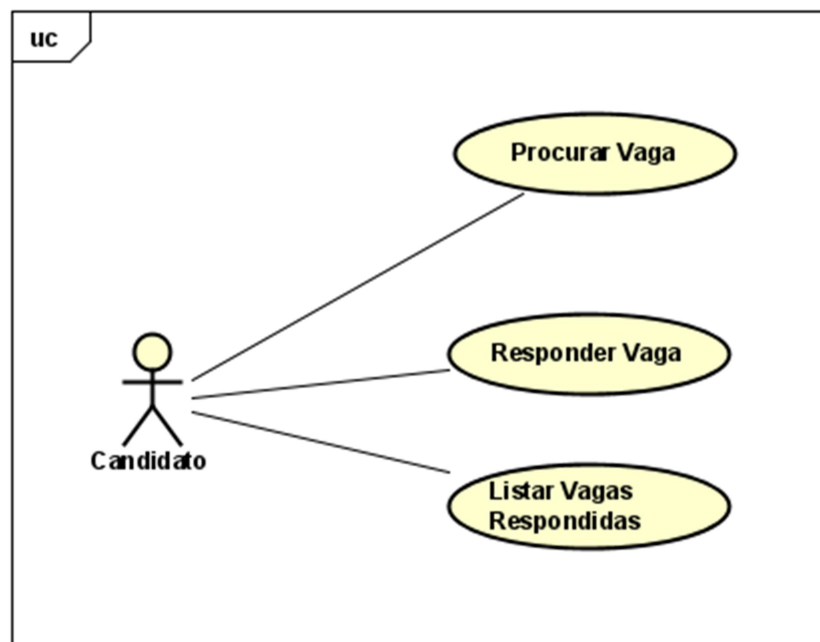 uc
Procurar Vaga
Responder Vaga
Candidato
Listar Vagas
Respondidas